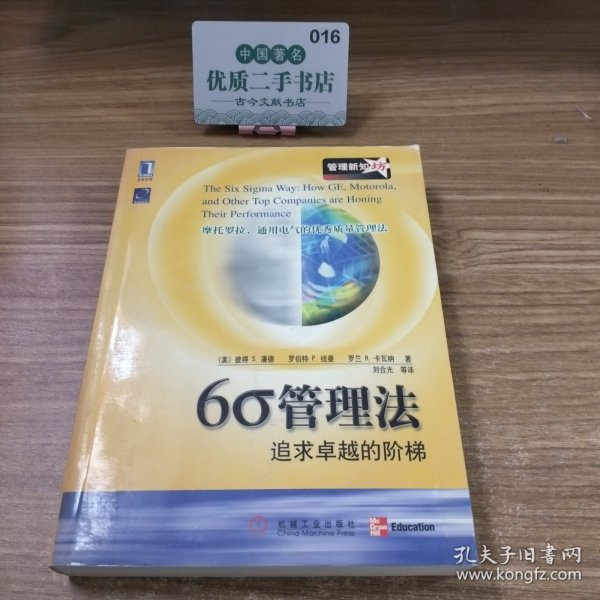 016
中国著名
优质二手书店
古今文献书店
管理新知坊
The Six Sigma Way: How GE, Motorola,
and Other Top Companies are Honing
Their Performance
摩托罗拉、通用电气的优秀质量管理法
(美) 彼得 S. 潘德 罗伯特 P. 纽曼 罗兰 R. 卡瓦纳 著
刘合光 等译
6σ管理法
追求卓越的阶梯
机械工业出版社
China Machine Press
Mc
Graw
Hill
Education
孔夫子旧书网
www.kongfz.com